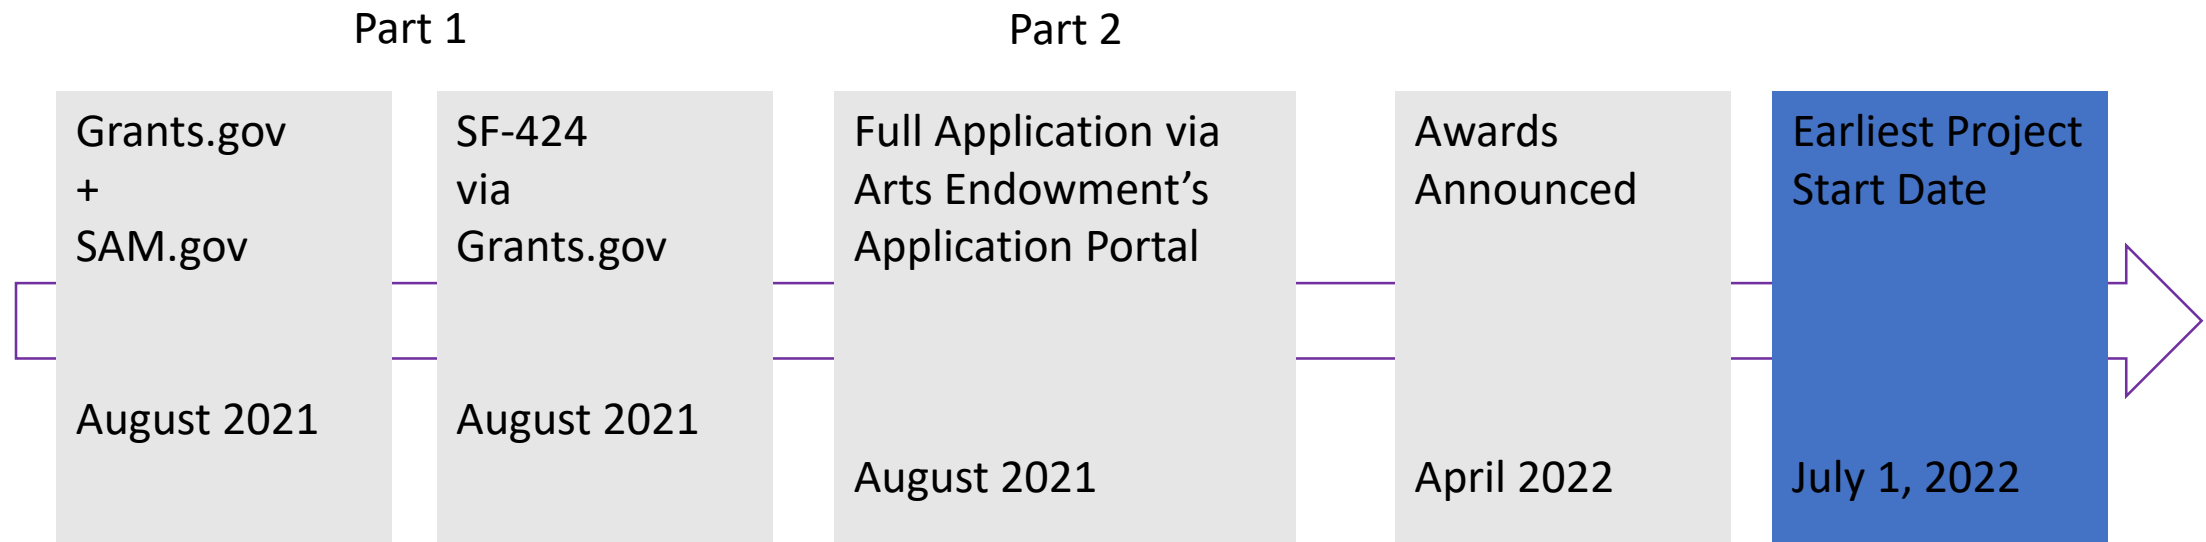 Part 1
Part 2
Grants.gov
+
SAM.gov
August 2021
SF-424
via
Grants.gov
August 2021
Full Application via
Arts Endowment’s
Application Portal
August 2021
Awards
Announced
April 2022
Earliest Project
Start Date
July 1, 2022